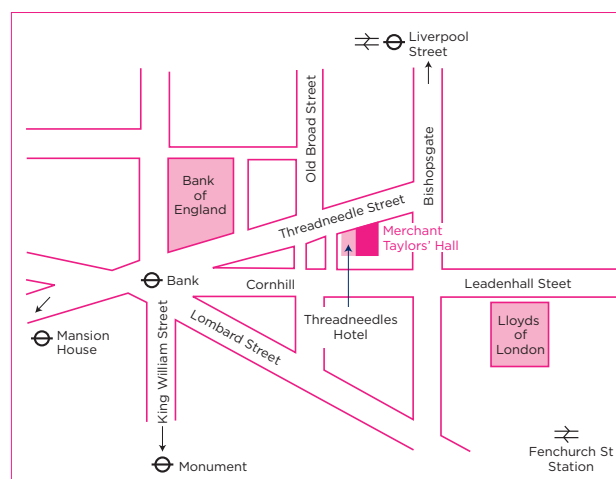 Liverpool
Street
Old Broad Street
Bishopsgate
Bank
of
England
Threadneedle Street
Merchant
Taylors' Hall
Bank
Cornhill
Leadenhall Steet
Mansion
House
King William Street
Lombard Street
Threadneedles
Hotel
Lloyds
of
London
Monument
Fenchurch St
Station